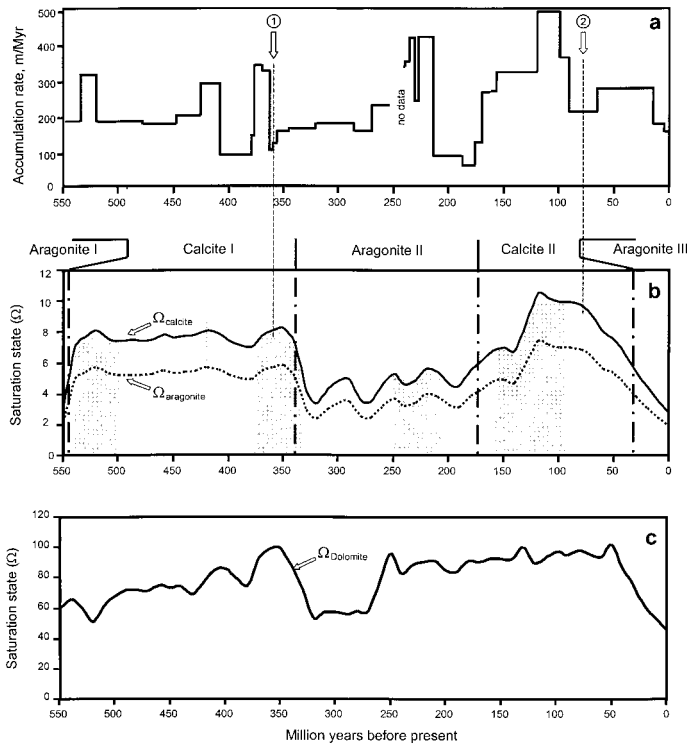 a
1
2
Accumulation rate, m/Myr
500
400
300
200
100
0
no data
550 500 450 400 350 300 250 200 150 100 50 0
Aragonite I Calcite I Aragonite II Calcite II Aragonite III
b
Saturation state (Ω)
12
10
8
6
4
2
0
Ωcalcite
Ωaragonite
550 500 450 400 350 300 250 200 150 100 50 0
c
Saturation state (Ω)
120
100
80
60
40
20
0
ΩDolomite
550 500 450 400 350 300 250 200 150 100 50 0
Million years before present